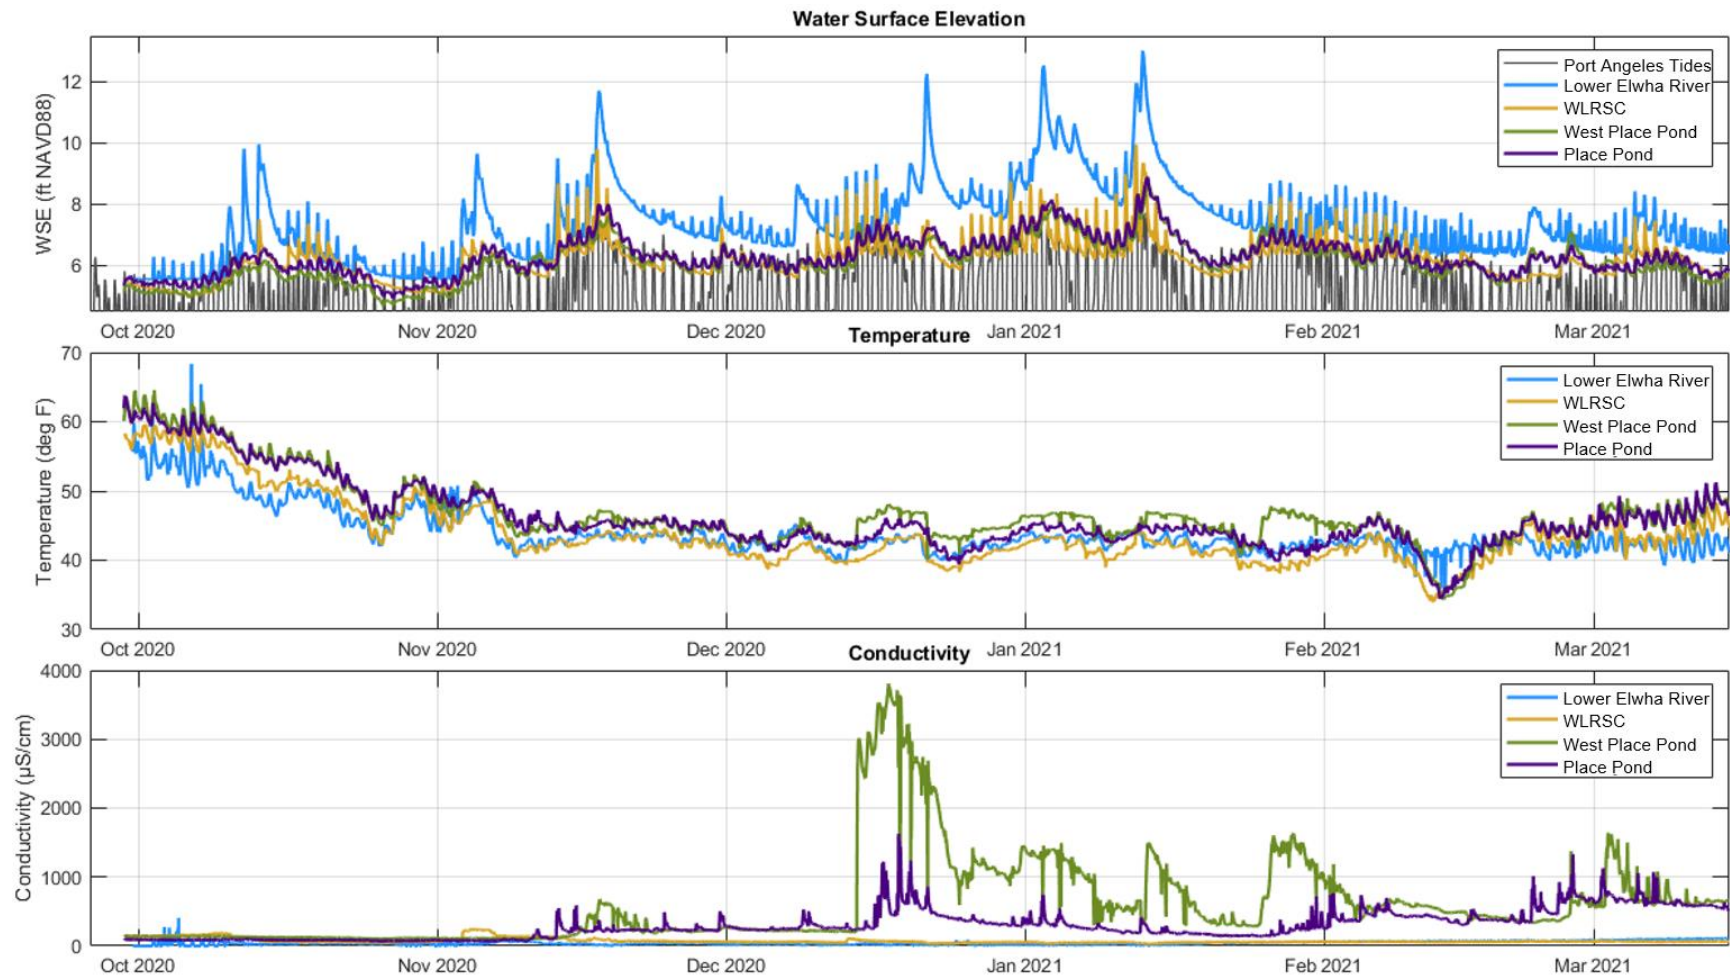 Water Surface Elevation
WSE (ft NAVD88)
12
10
8
6
Port Angeles Tides
Lower Elwha River
WLRSC
West Place Pond
Place Pond
Oct 2020
Nov 2020
Dec 2020
Jan 2021
Feb 2021
Mar 2021
Temperature
Temperature (deg F)
70
60
50
40
30
Lower Elwha River
WLRSC
West Place Pond
Place Pond
Oct 2020
Nov 2020
Dec 2020
Jan 2021
Feb 2021
Mar 2021
Conductivity
Conductivity (µS/cm)
4000
3000
2000
1000
0
Lower Elwha River
WLRSC
West Place Pond
Place Pond
Oct 2020
Nov 2020
Dec 2020
Jan 2021
Feb 2021
Mar 2021